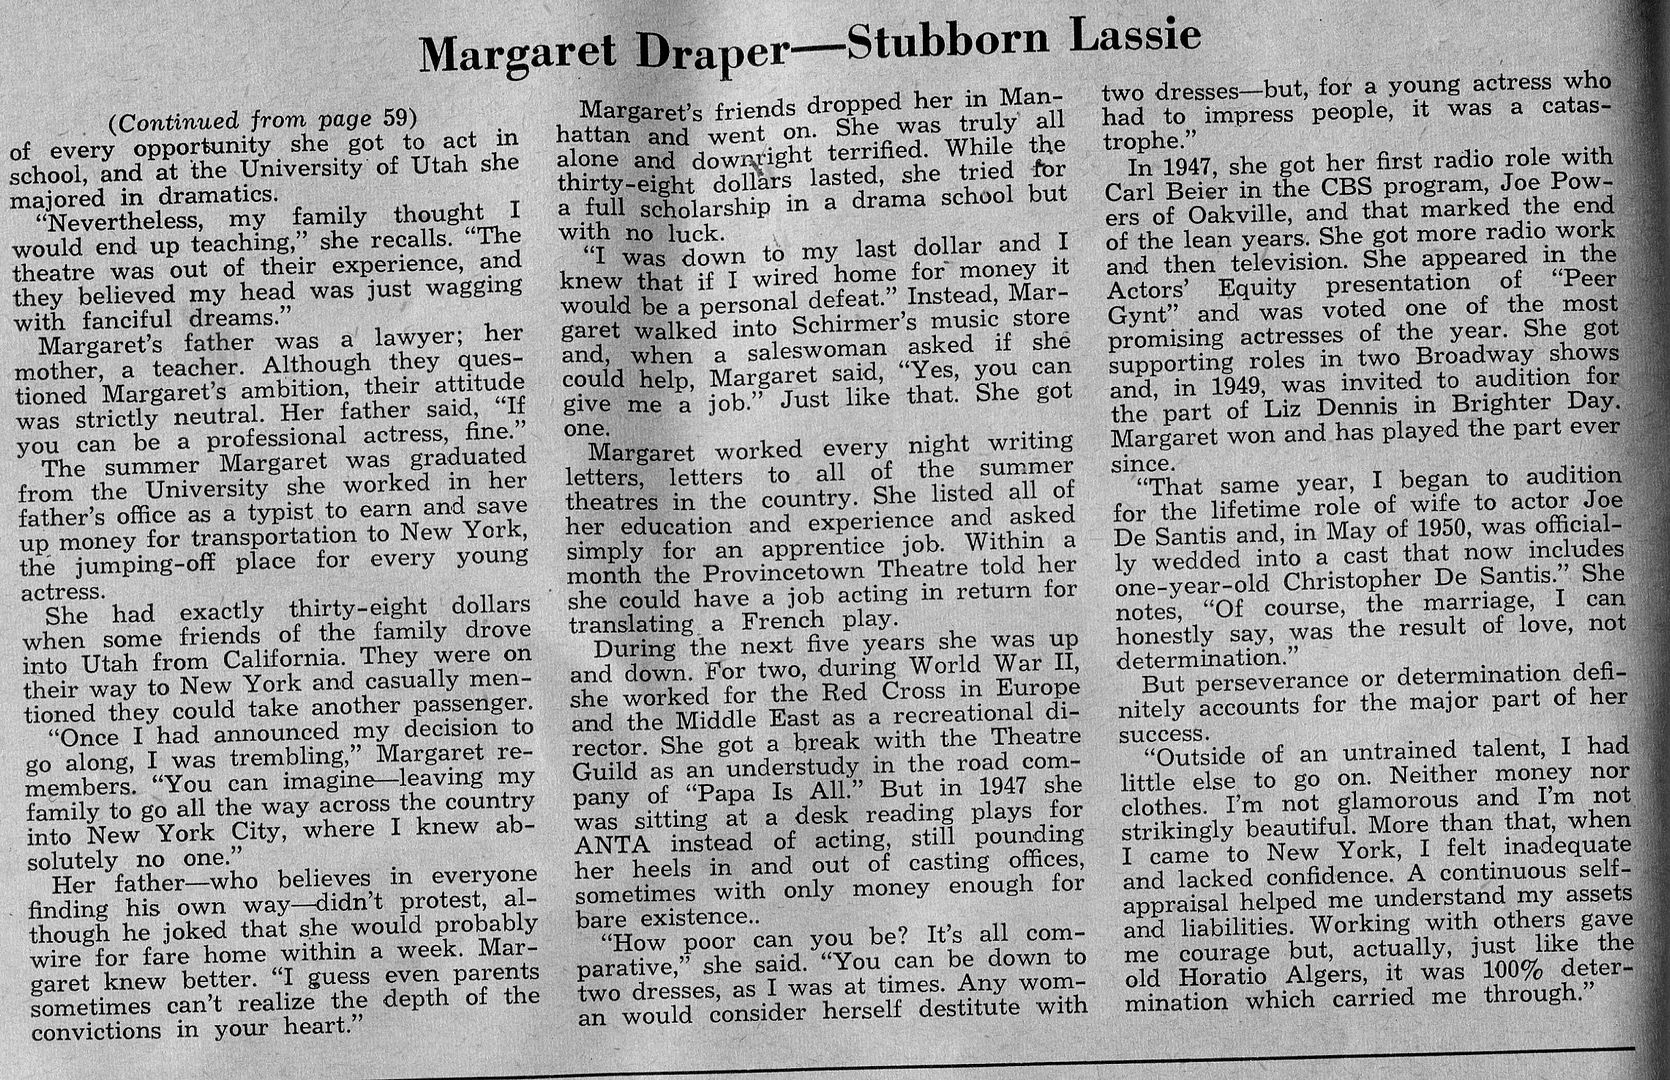 Margaret Draper—Stubborn Lassie
(Continued from page 59)
of every opportunity she got to act in
school, and at the University of Utah she
majored in dramatics.
“Nevertheless, my family thought I
would end up teaching,” she recalls. “The
theatre was out of their experience, and
they believed my head was just wagging
with fanciful dreams.”
Margaret’s father was a lawyer; her
mother, a teacher. Although they ques-
tioned Margaret’s ambition, their attitude
was strictly neutral. Her father said, “If
you can be a professional actress, fine.”
The summer Margaret was graduated
from the University she worked in her
father’s office as a typist to earn and save
up money for transportation to New York,
the jumping-off place for every young
actress.
She had exactly thirty-eight dollars
when some friends of the family drove
into Utah from California. They were on
their way to New York and casually men-
tioned they could take another passenger.
“Once I had announced my decision to
go along, I was trembling,” Margaret re-
members. “You can imagine—leaving my
family to go all the way across the country
into New York City, where I knew ab-
solutely no one.”
Her father—who believes in everyone
finding his own way—didn’t protest, al-
though he joked that she would probably
wire for fare home within a week. Mar-
garet knew better. “I guess even parents
sometimes can’t realize the depth of the
convictions in your heart.”
Margaret’s friends dropped her in Man-
hattan and went on. She was truly all
alone and downright terrified. While the
thirty-eight dollars lasted, she tried for
a full scholarship in a drama school but
with no luck.
“I was down to my last dollar and I
knew that if I wired home for money it
would be a personal defeat.” Instead, Mar-
garet walked into Schirmer’s music store
and, when a saleswoman asked if she
could help, Margaret said, “Yes, you can
give me a job.” Just like that. She got
one.
Margaret worked every night writing
letters, letters to all of the summer
theatres in the country. She listed all of
her education and experience and asked
simply for an apprentice job. Within a
month the Provincetown Theatre told her
she could have a job acting in return for
translating a French play.
During the next five years she was up
and down. For two, during World War II,
she worked for the Red Cross in Europe
and the Middle East as a recreational di-
rector. She got a break with the Theatre
Guild as an understudy in the road com-
pany of “Papa Is All.” But in 1947 she
was sitting at a desk reading plays for
ANTA instead of acting, still pounding
her heels in and out of casting offices,
sometimes with only money enough for
bare existence..
“How poor can you be? It’s all com-
parative,” she said. “You can be down to
two dresses, as I was at times. Any wom-
an would consider herself destitute with
two dresses—but, for a young actress who
had to impress people, it was a catas-
trophe.”
In 1947, she got her first radio role with
Carl Beier in the CBS program, Joe Pow-
ers of Oakville, and that marked the end
of the lean years. She got more radio work
and then television. She appeared in the
Actors’ Equity presentation of “Peer
Gynt” and was voted one of the most
promising actresses of the year. She got
supporting roles in two Broadway shows
and, in 1949, was invited to audition for
the part of Liz Dennis in Brighter Day.
Margaret won and has played the part ever
since.
“That same year, I began to audition
for the lifetime role of wife to actor Joe
De Santis and, in May of 1950, was official-
ly wedded into a cast that now includes
one-year-old Christopher De Santis.” She
notes, “Of course, the marriage, I can
honestly say, was the result of love, not
determination.”
But perseverance or determination defi-
nitely accounts for the major part of her
success.
“Outside of an untrained talent, I had
little else to go on. Neither money nor
clothes. I’m not glamorous and I’m not
strikingly beautiful. More than that, when
I came to New York, I felt inadequate
and lacked confidence. A continuous self-
appraisal helped me understand my assets
and liabilities. Working with others gave
me courage but, actually, just like the
old Horatio Algers, it was 100% deter-
mination which carried me through.”